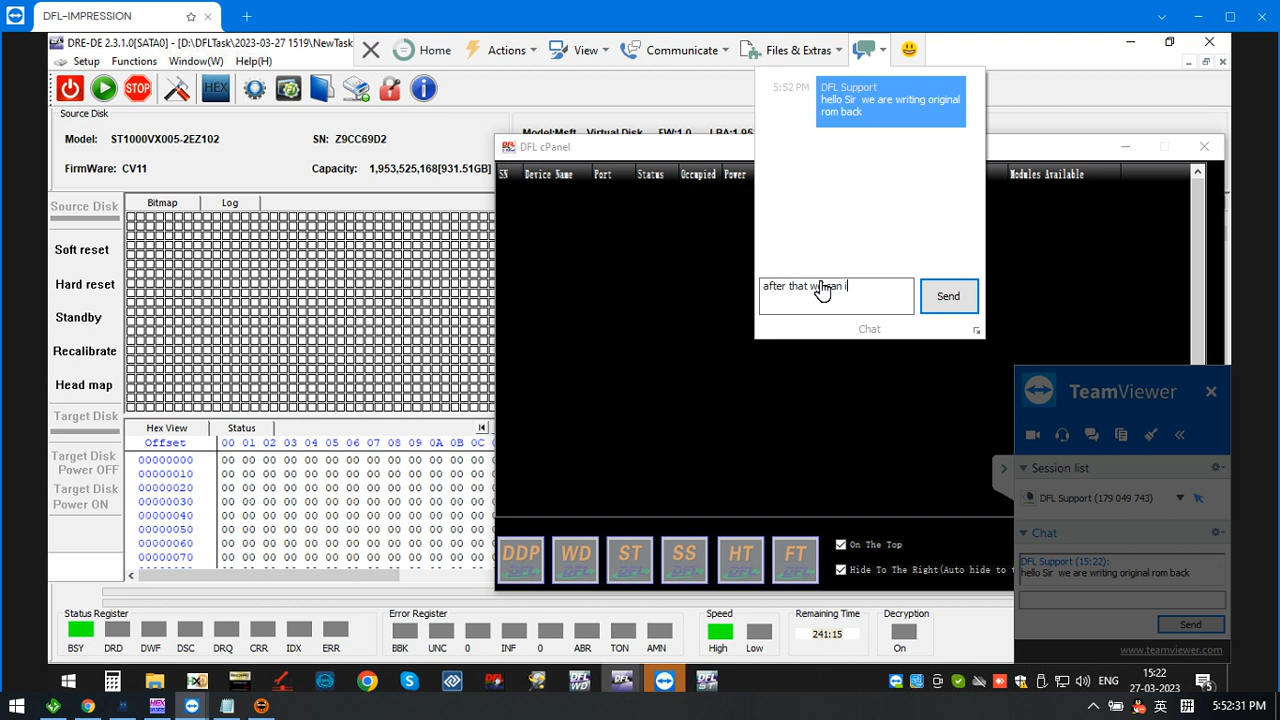 DFL-IMPRESSION
DRE-DE 2.3.1.0[SATA0] - [D:\DFLTask\2023-03-27 1519\NewTask
Home
Actions
View
Communicate
Files & Extras
Setup Functions Window(W) Help(H)
STOP
HEX
Source Disk
Model: ST1000VX005-2EZ102
SN: Z9CC69D2
FirmWare: CV11
Capacity: 1,953,525,168[931.51GB]
Model:Msft Virtual Disk FW:1.0
5:52 PM
DFL Support
hello Sir we are writing original
rom back
after that
Send
Chat
DFL cPanel
SN Device Name Port Status Occupied Power Modules Available
Source Disk
Soft reset
Hard reset
Standby
Recalibrate
Head map
Target Disk
Target Disk
Power OFF
Target Disk
Power ON
Bitmap Log
Hex View Status
Offset 00 01 02 03 04 05 06 07 08 09 0A 0B 0C
00000000 00 00 00 00 00 00 00 00 00 00 00 00 00
00000010 00 00 00 00 00 00 00 00 00 00 00 00 00
00000020 00 00 00 00 00 00 00 00 00 00 00 00 00
00000030 00 00 00 00 00 00 00 00 00 00 00 00 00
00000040 00 00 00 00 00 00 00 00 00 00 00 00 00
00000050 00 00 00 00 00 00 00 00 00 00 00 00 00
00000060 00 00 00 00 00 00 00 00 00 00 00 00 00
00000070 00 00 00 00 00 00 00 00 00 00 00 00 00
DDP WD ST SS HT FT
On The Top
Hide To The Right(Auto hide to
TeamViewer
Session list
DFL Support (179 049 743)
Chat
DFL Support (15:22):
hello Sir we are writing original rom back
Send
www.teamviewer.com
Status Register
BSY DRD DWF DSC DRQ CRR IDX ERR
Error Register
BBK UNC 0 INF 0 ABR TON AMN
Speed
High Low
Remaining Time
241:15
Decryption
On
ENG
15:22
27-03-2023
英
拼
5:52:31 PM